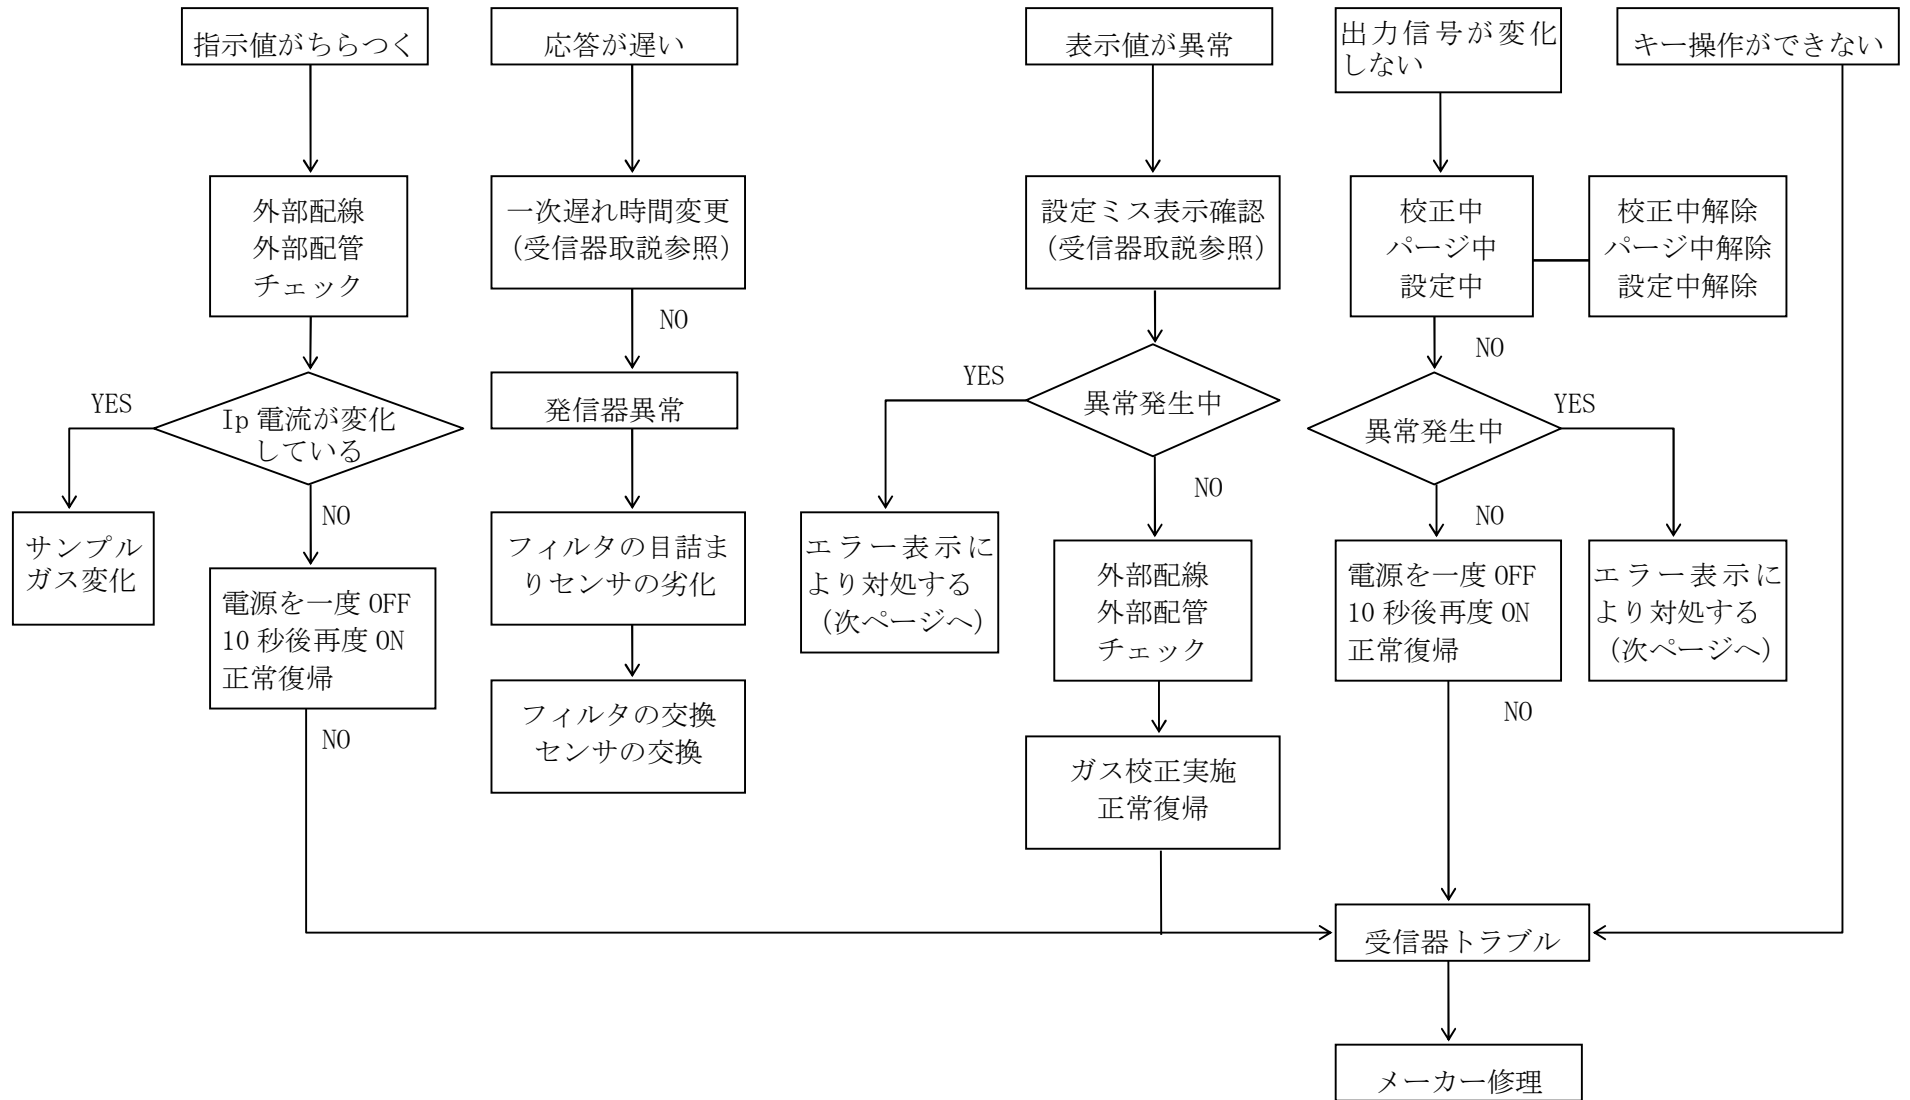 指示値がちらつく
応答が遅い
表示値が異常
出力信号が変化
しない
キー操作ができない
外部配線
外部配管
チェック
一次遅れ時間変更
(受信器取説参照)
設定ミス表示確認
(受信器取説参照)
校正中
パージ中
設定中
校正中解除
パージ中解除
設定中解除
NO
NO
YES
Ip 電流が変化
している
発信器異常
YES
異常発生中
YES
異常発生中
NO
NO
NO
サンプル
ガス変化
電源を一度 OFF
10 秒後再度 ON
正常復帰
フィルタの目詰ま
りセンサの劣化
エラー表示に
より対処する
(次ページへ)
外部配線
外部配管
チェック
電源を一度 OFF
10 秒後再度 ON
正常復帰
エラー表示に
より対処する
(次ページへ)
NO
フィルタの交換
センサの交換
ガス校正実施
正常復帰
NO
受信器トラブル
メーカー修理